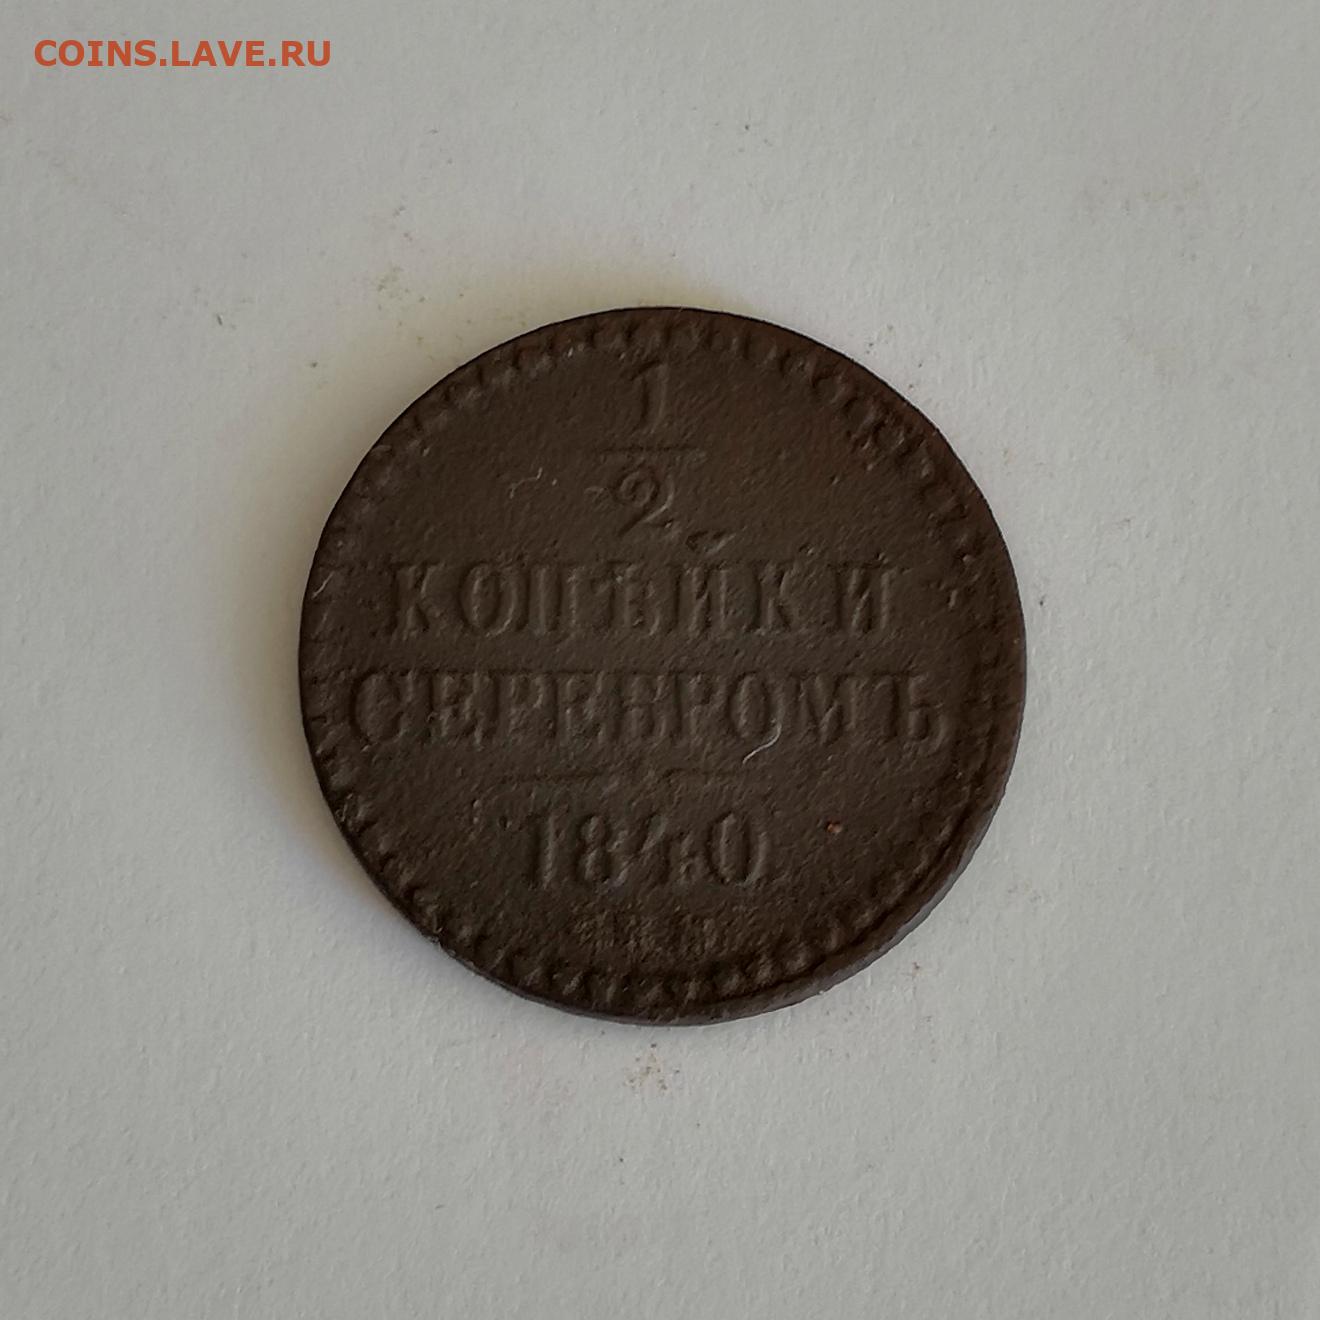 COINS.LAVE.RU
1
2
КОПѢЙКИ
СЕРЕБРОМЪ
1840